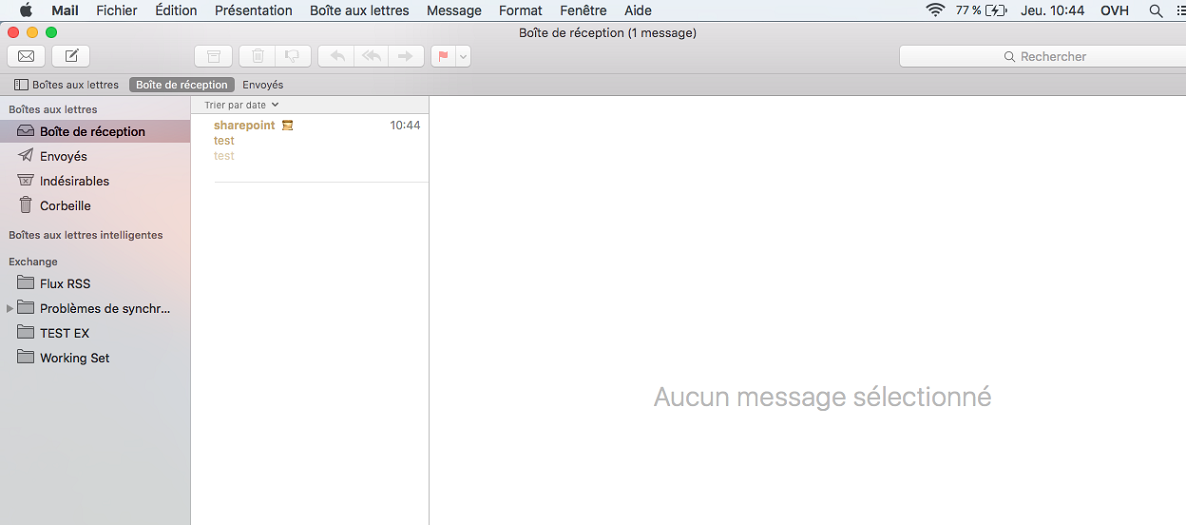 Mail Fichier Édition Présentation Boîte aux lettres Message Format Fenêtre Aide 77 % Jeu. 10:44 OVH
Boîte de réception (1 message)
Rechercher
Boîtes aux lettres Boîte de réception Envoyés
Boîtes aux lettres
Boîte de réception
Envoyés
Indésirables
Corbeille
Boîtes aux lettres intelligentes
Exchange
Flux RSS
Problèmes de synchr...
TEST EX
Working Set
Trier par date
sharepoint 10:44
test
test
Aucun message sélectionné